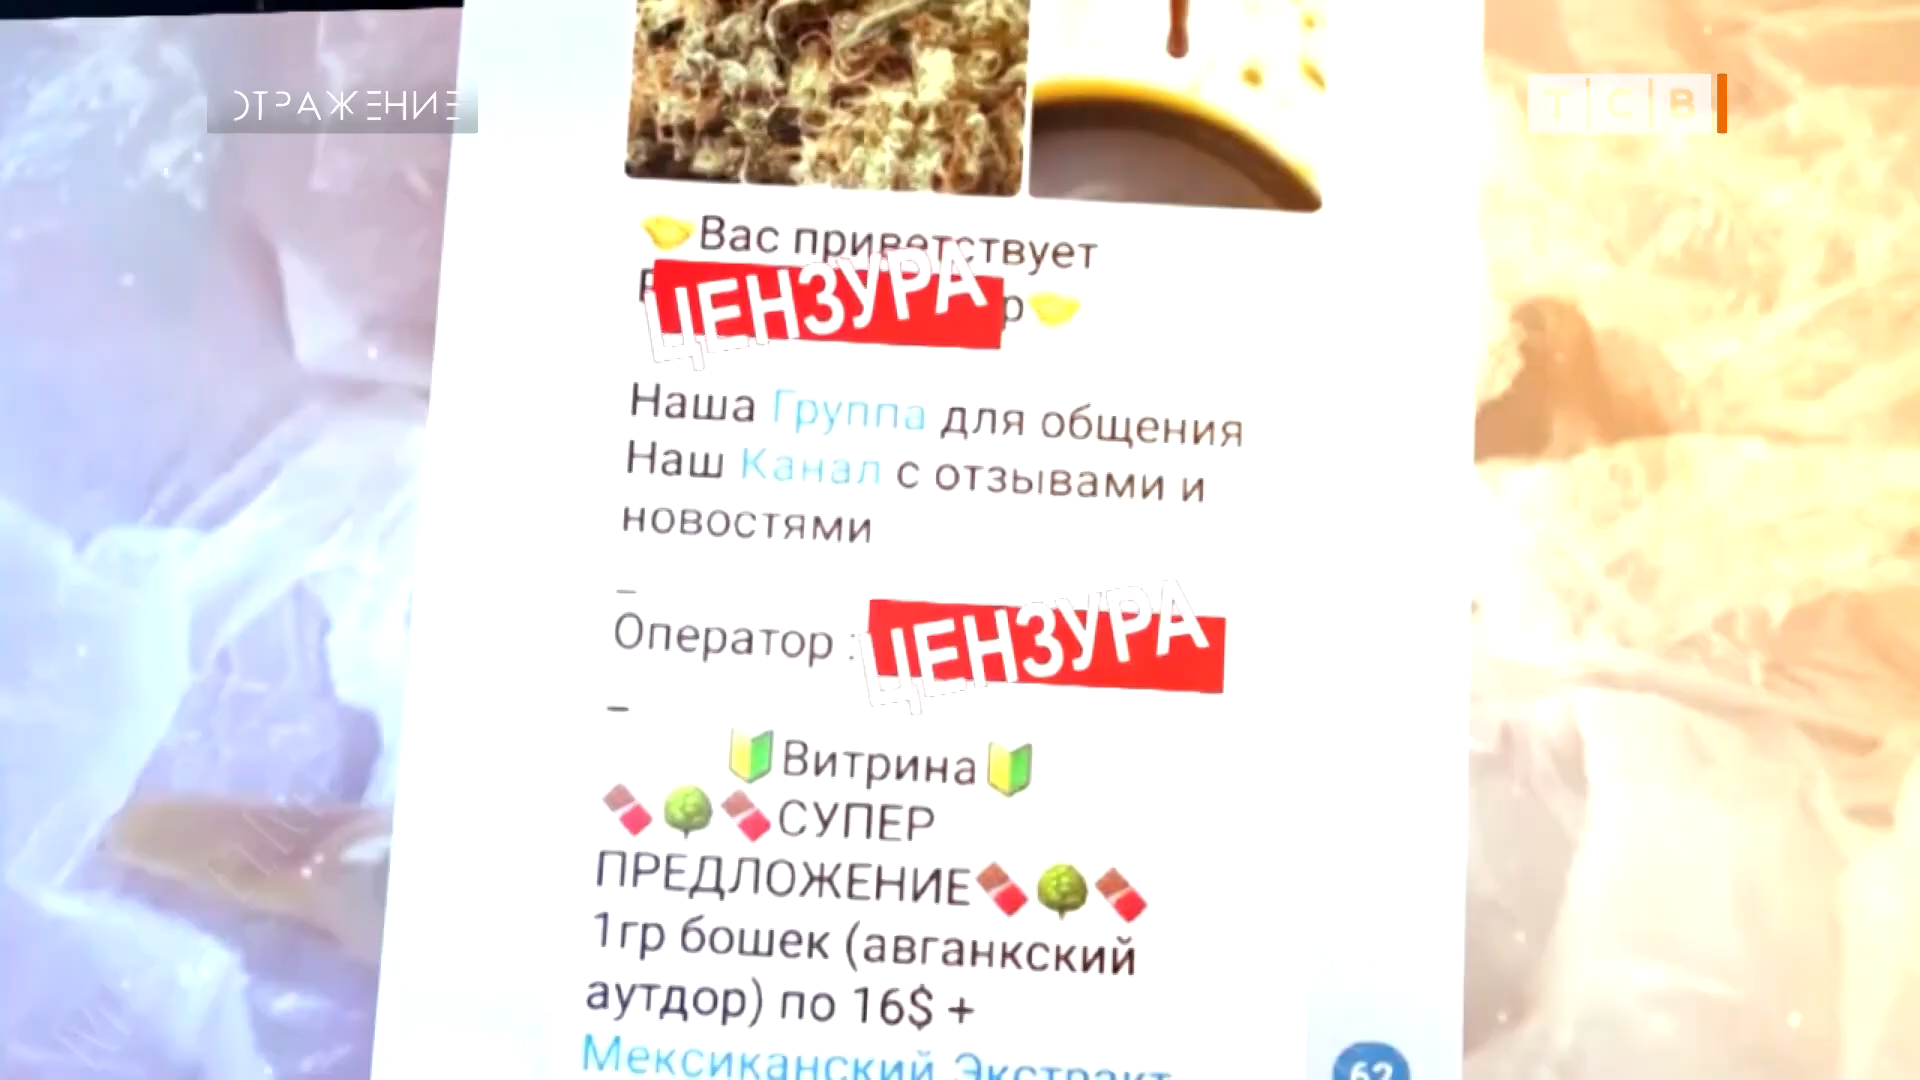 ОТРАЖЕНИЕ
ТСВ
Вас приветствует
ЦЕНЗУРА
Наша Группа для общения
Наш Канал с отзывами и
новостями
–
Оператор : ЦЕНЗУРА
–
Витрина
СУПЕР
ПРЕДЛОЖЕНИЕ
1гр бошек (авганкский
аутдор) по 16$ +
Мексиканский Экстракт
62